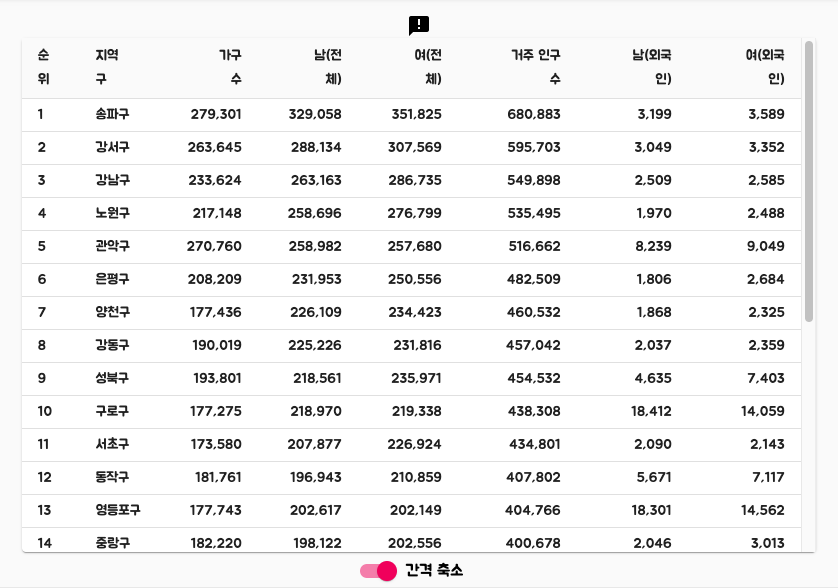 순위 지역구 가구수 남(전체) 여(전체) 거주 인구수 남(외국인) 여(외국인)
1 송파구 279,301 329,058 351,825 680,883 3,199 3,589
2 강서구 263,645 288,134 307,569 595,703 3,049 3,352
3 강남구 233,624 263,163 286,735 549,898 2,509 2,585
4 노원구 217,148 258,696 276,799 535,495 1,970 2,488
5 관악구 270,760 258,982 257,680 516,662 8,239 9,049
6 은평구 208,209 231,953 250,556 482,509 1,806 2,684
7 양천구 177,436 226,109 234,423 460,532 1,868 2,325
8 강동구 190,019 225,226 231,816 457,042 2,037 2,359
9 성북구 193,801 218,561 235,971 454,532 4,635 7,403
10 구로구 177,275 218,970 219,338 438,308 18,412 14,059
11 서초구 173,580 207,877 226,924 434,801 2,090 2,143
12 동작구 181,761 196,943 210,859 407,802 5,671 7,117
13 영등포구 177,743 202,617 202,149 404,766 18,301 14,562
14 중랑구 182,220 198,122 202,556 400,678 2,046 3,013
간격 축소